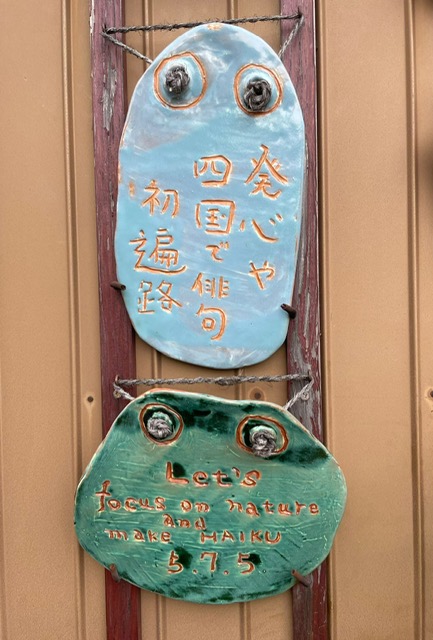 発心や
四国で俳句
初遍路
Let's
focus on nature
and
make HAIKU
5.7.5.